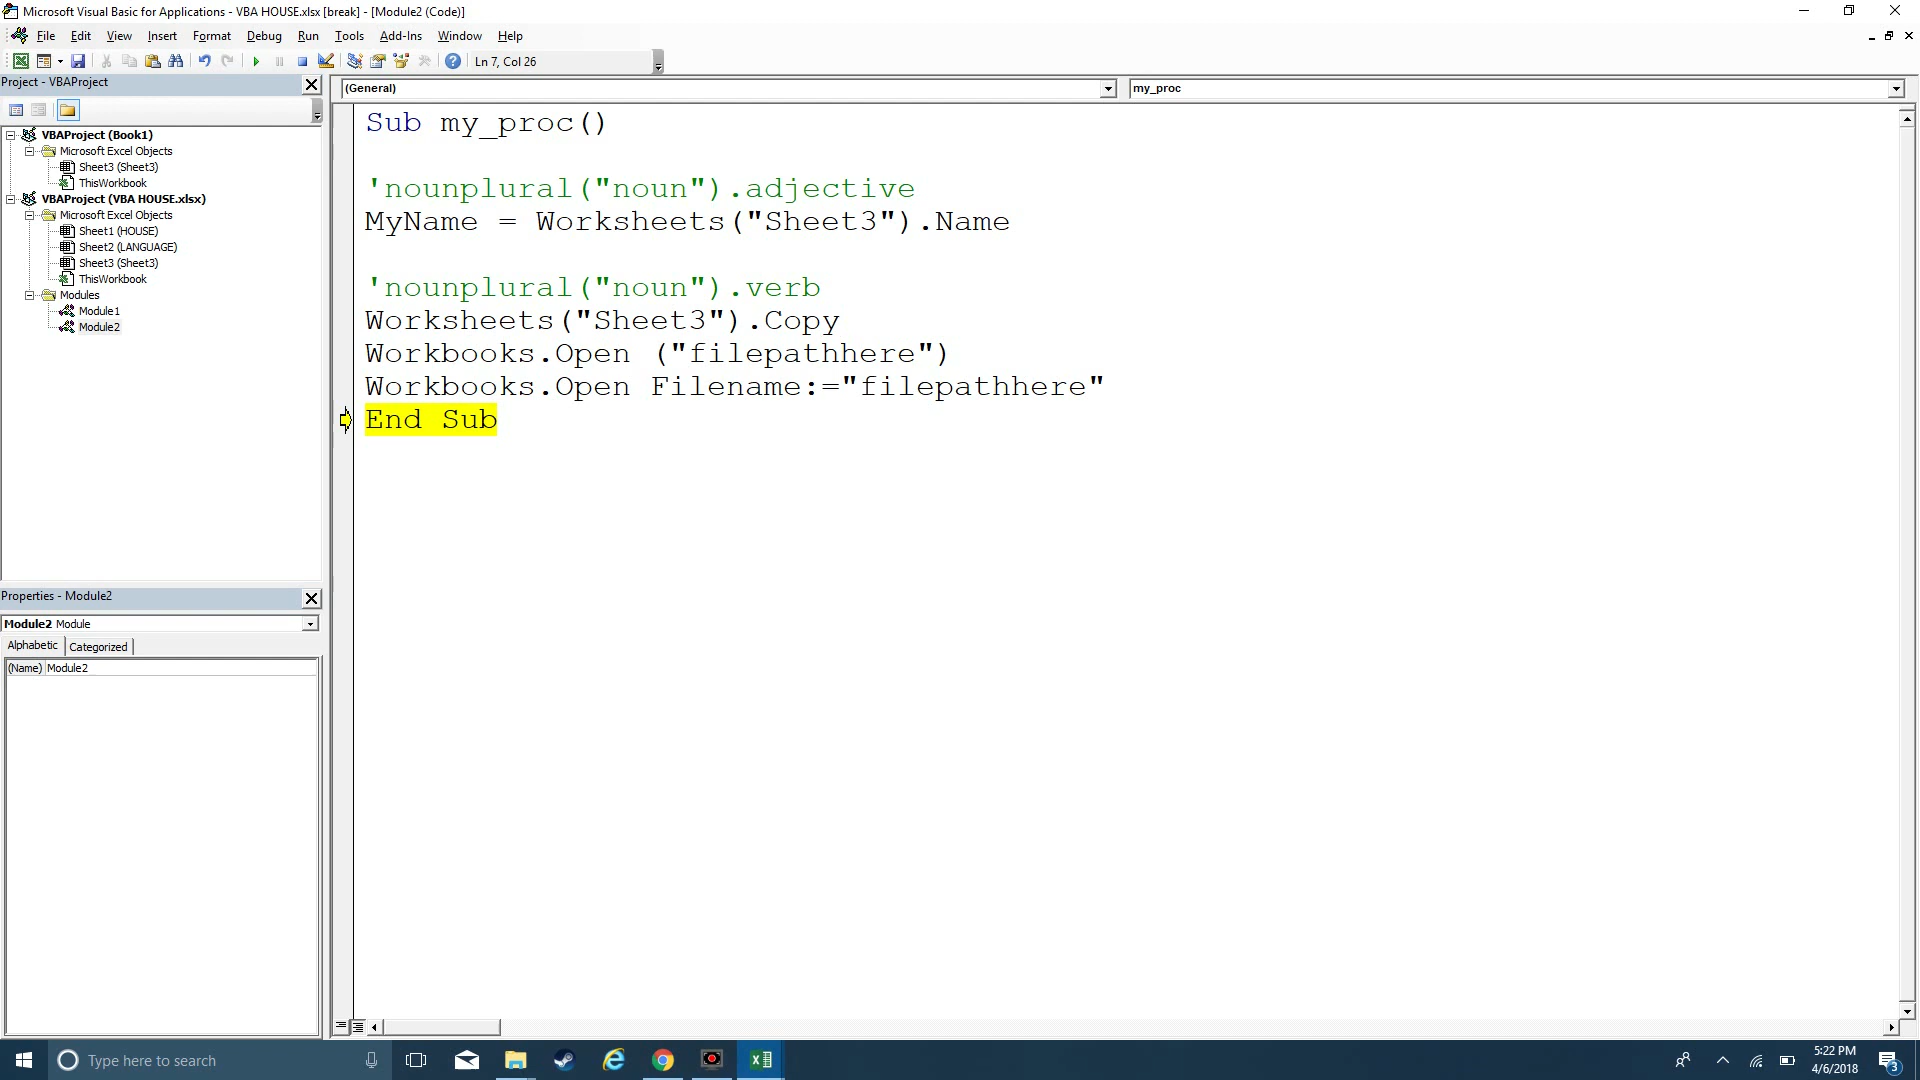 Microsoft Visual Basic for Applications - VBA HOUSE.xlsx [break] - [Module2 (Code)]
File Edit View Insert Format Debug Run Tools Add-Ins Window Help
Ln 7, Col 26
Project - VBAProject
(General)
my_proc
VBAProject (Book1)
Microsoft Excel Objects
Sheet3 (Sheet3)
ThisWorkbook
VBAProject (VBA HOUSE.xlsx)
Microsoft Excel Objects
Sheet1 (HOUSE)
Sheet2 (LANGUAGE)
Sheet3 (Sheet3)
ThisWorkbook
Modules
Module1
Module2
Properties - Module2
Module2 Module
Alphabetic Categorized
(Name) Module2
Sub my_proc()
'nounplural("noun").adjective
MyName = Worksheets("Sheet3").Name
'nounplural("noun").verb
Worksheets("Sheet3").Copy
Workbooks.Open ("filepathhere")
Workbooks.Open Filename:="filepathhere"
End Sub
Type here to search
5:22 PM
4/6/2018
3